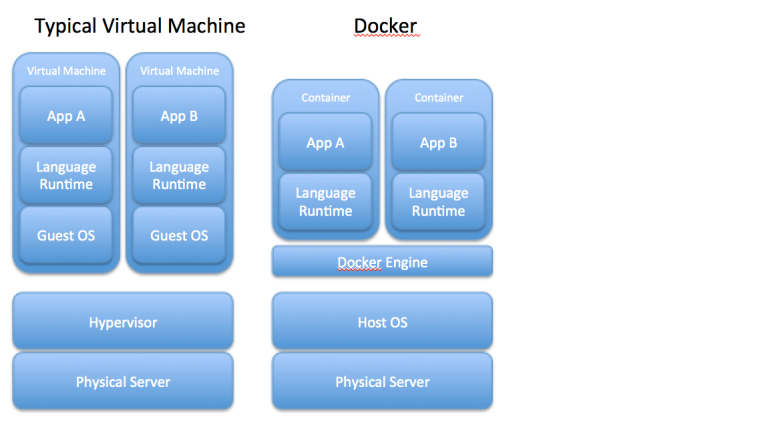 Typical Virtual Machine
Virtual Machine
App A
Language
Runtime
Guest OS
Virtual Machine
App B
Language
Runtime
Guest OS
Hypervisor
Physical Server
Docker
Container
App A
Language
Runtime
Container
App B
Language
Runtime
Docker Engine
Host OS
Physical Server